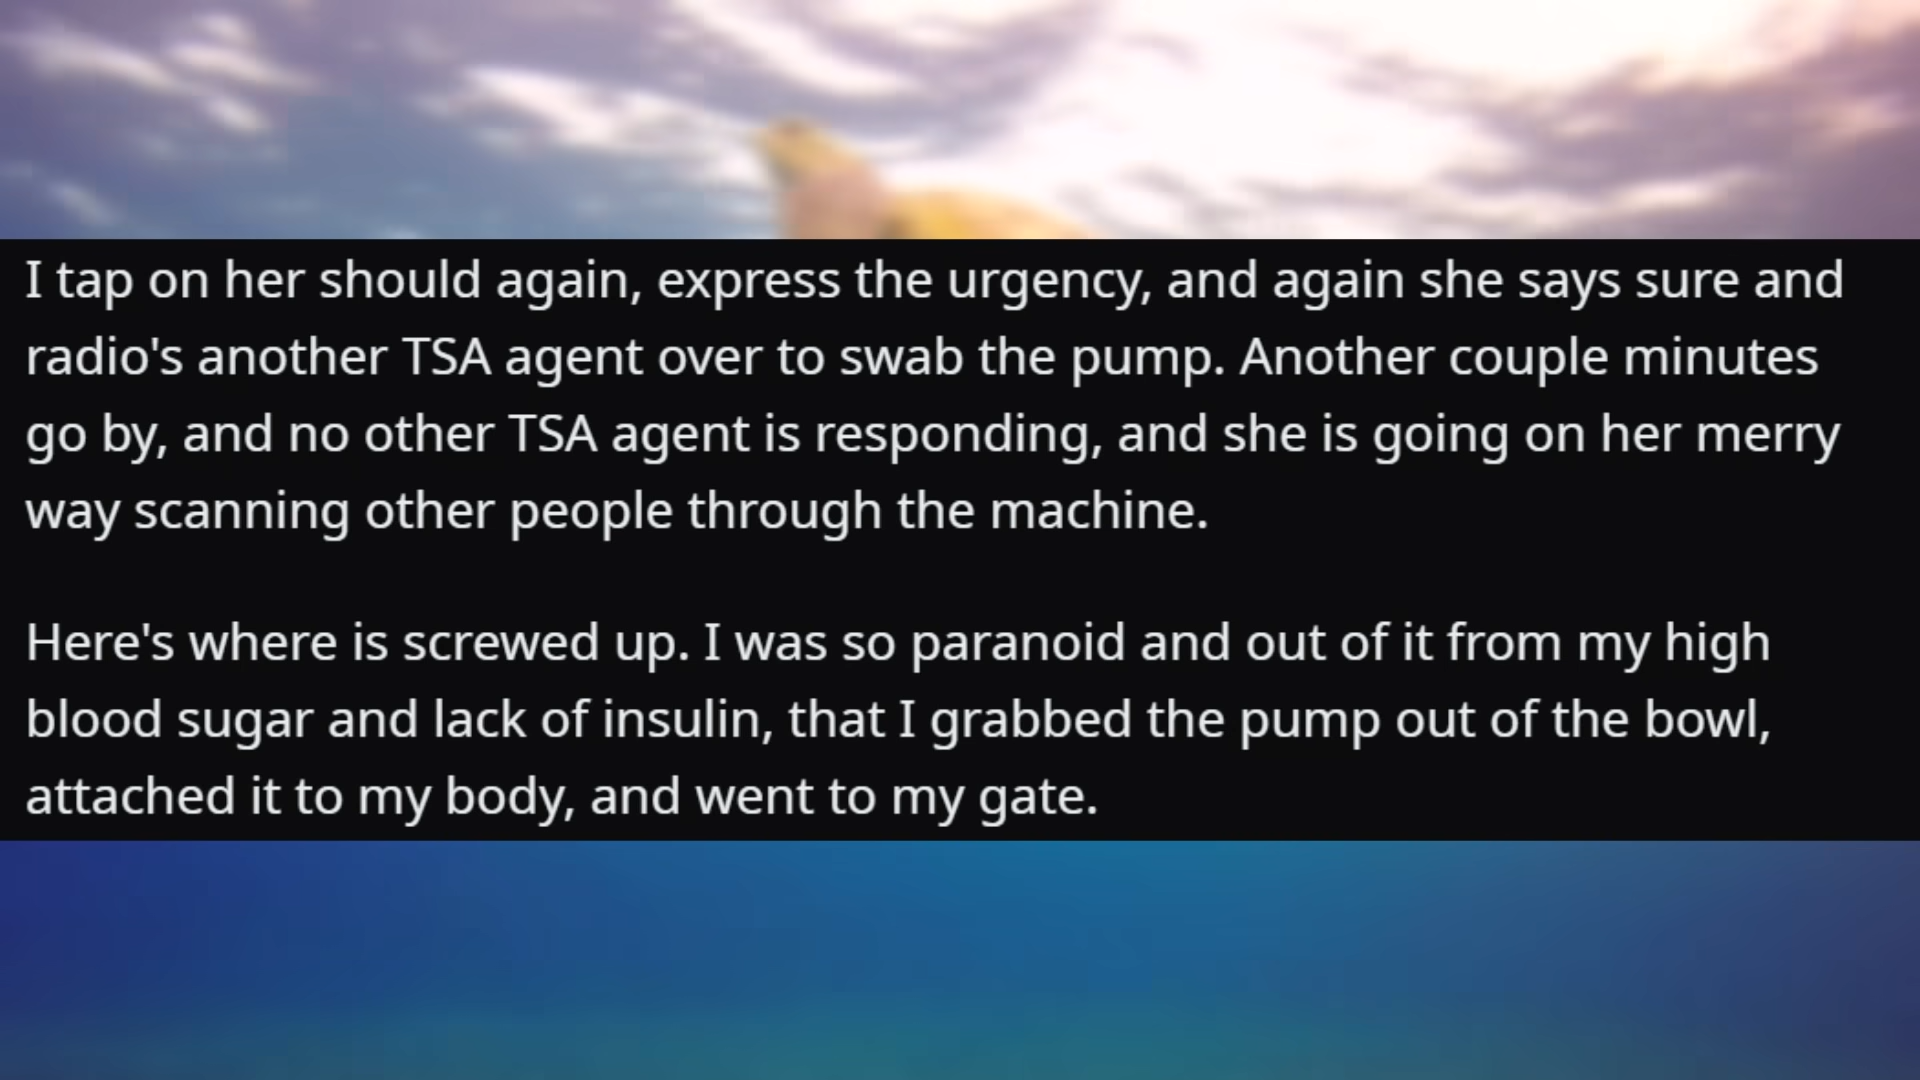 I tap on her should again, express the urgency, and again she says sure and
radio's another TSA agent over to swab the pump. Another couple minutes
go by, and no other TSA agent is responding, and she is going on her merry
way scanning other people through the machine.
Here's where is screwed up. I was so paranoid and out of it from my high
blood sugar and lack of insulin, that I grabbed the pump out of the bowl,
attached it to my body, and went to my gate.